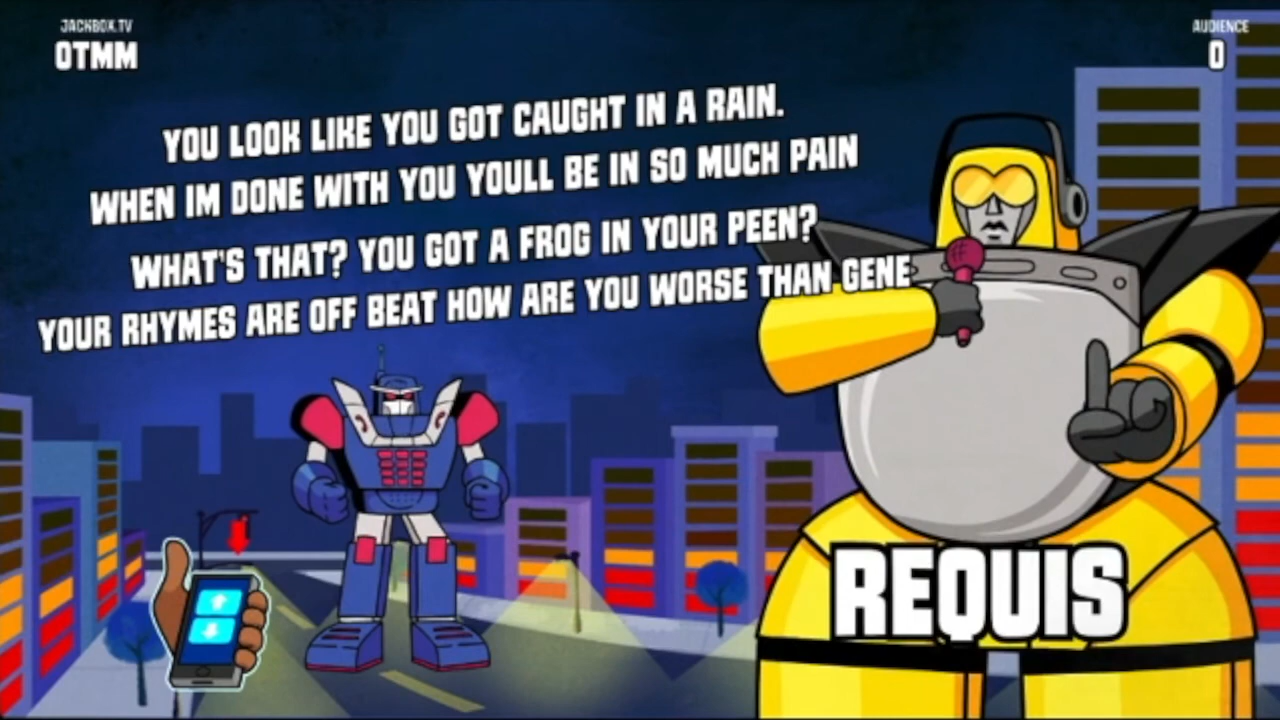 JACKBOX.TV
OTMM
AUDIENCE
0
YOU LOOK LIKE YOU GOT CAUGHT IN A RAIN.
WHEN IM DONE WITH YOU YOULL BE IN SO MUCH PAIN
WHAT'S THAT? YOU GOT A FROG IN YOUR PEEN?
YOUR RHYMES ARE OFF BEAT HOW ARE YOU WORSE THAN GENE
REQUIS